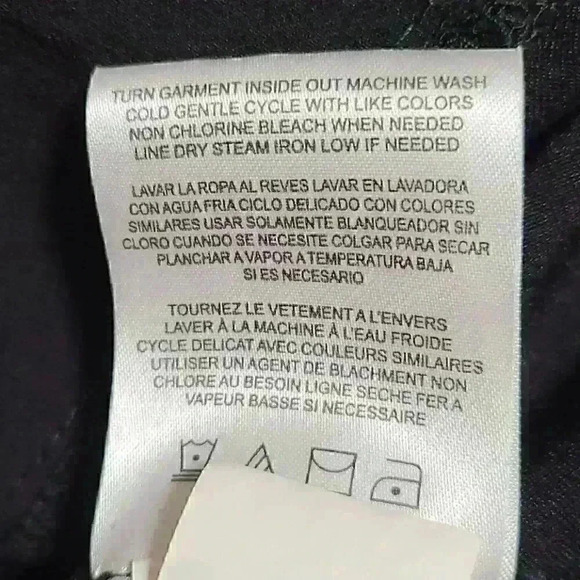 TURN GARMENT INSIDE OUT MACHINE WASH
COLD GENTLE CYCLE WITH LIKE COLORS
NON CHLORINE BLEACH WHEN NEEDED
LINE DRY STEAM IRON LOW IF NEEDED
LAVAR LA ROPA AL REVES LAVAR EN LAVADORA
CON AGUA FRIA CICLO DELICADO CON COLORES
SIMILARES USAR SOLAMENTE BLANQUEADOR SIN
CLORO CUANDO SE NECESITE COLGAR PARA SECAR
PLANCHAR A VAPOR A TEMPERATURA BAJA
SI ES NECESARIO
TOURNEZ LE VETEMENT A L'ENVERS
LAVER À LA MACHINE À L'EAU FROIDE
CYCLE DELICAT AVEC COULEURS SIMILAIRES
UTILISER UN AGENT DE BLACHMENT NON
CHLORE AU BESOIN LIGNE SECHE FER A
VAPEUR BASSE SI NECESSAIRE